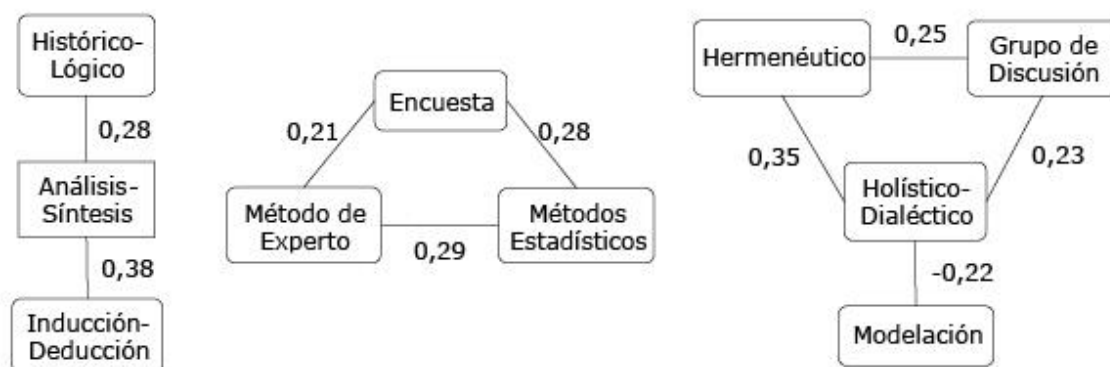 Histórico-
Lógico
0,28
Análisis-
Síntesis
0,38
Inducción-
Deducción
Encuesta
0,21
0,28
Método de
Experto
0,29
Métodos
Estadísticos
Hermenéutico
0,25
Grupo de
Discusión
0,35
0,23
Holístico-
Dialéctico
-0,22
Modelación